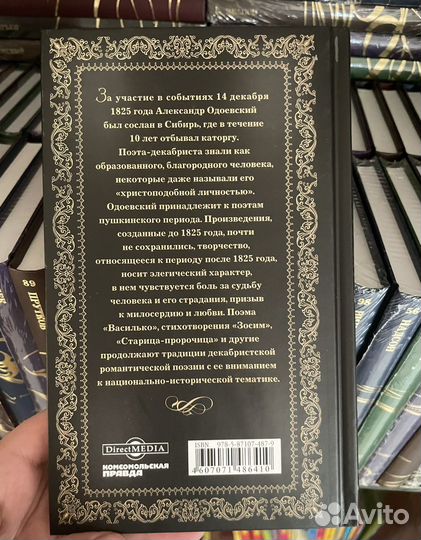 За участие в событиях 14 декабря
1825 года Александр Одоевский
был сослан в Сибирь, где в течение
10 лет отбывал каторгу.
Поэта-декабриста знали как
образованного, благородного человека,
некоторые даже называли его
«христоподобной личностью».
Одоевский принадлежит к поэтам
пушкинского периода. Произведения,
созданные до 1825 года, почти
не сохранились, творчество,
относящееся к периоду после 1825 года,
носит элегический характер,
в нем чувствуется боль за судьбу
человека и его страдания, призыв
к милосердию и любви. Поэма
«Василько», стихотворения «Зосим»,
«Старица-пророчица» и другие
продолжают традиции декабристской
романтической поэзии с ее вниманием
к национально-исторической тематике.
DirectMEDIA
КОМСОМОЛЬСКАЯ
ПРАВДА
ISBN 978-5-87107-487-9
4607071486410
Avito